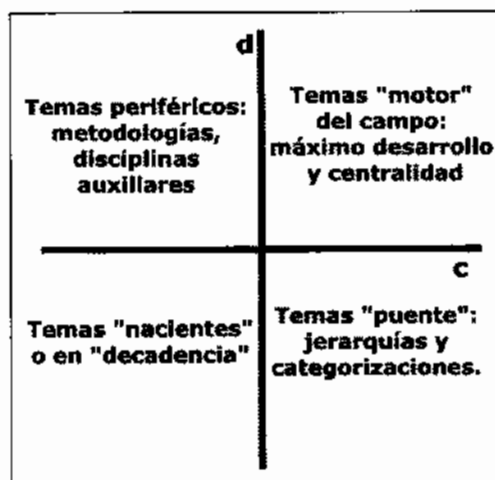 d
Temas periféricos:
metodologías,
disciplinas
auxiliares
Temas "motor"
del campo:
máximo desarrollo
y centralidad
c
Temas "nacientes"
o en "decadencia"
Temas "puente":
jerarquías y
categorizaciones.